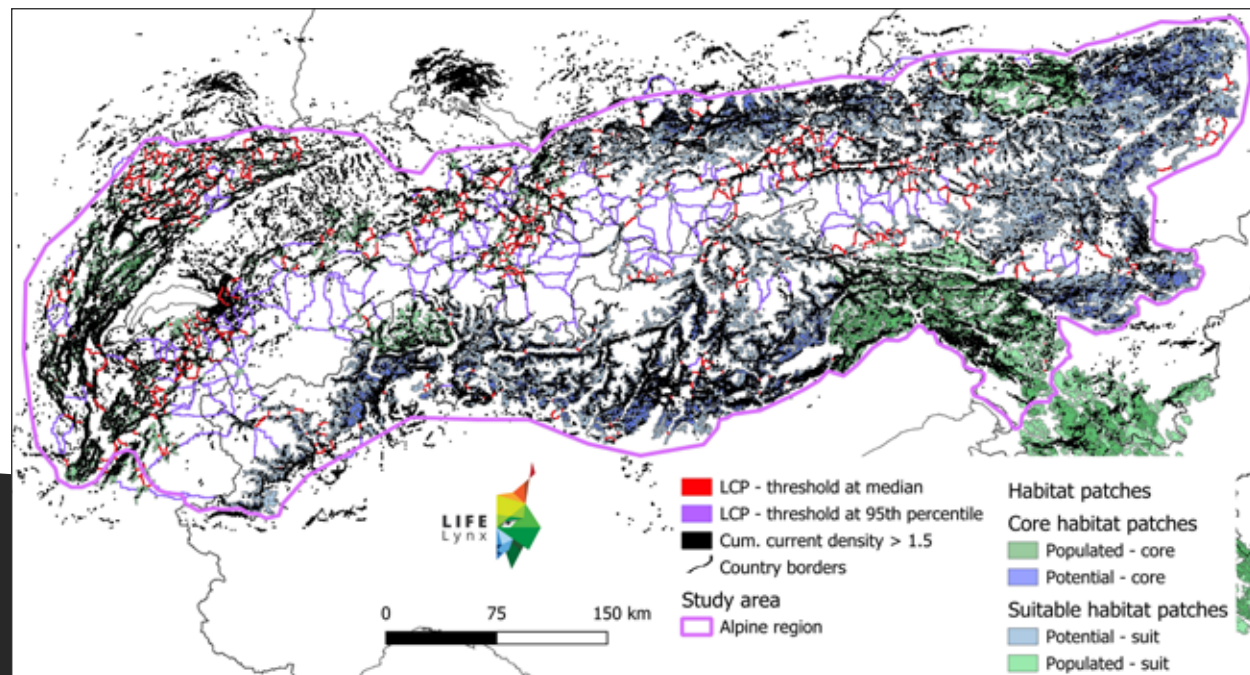 LIFE
Lynx
0 75 150 km
LCP - threshold at median
LCP - threshold at 95th percentile
Cum. current density > 1.5
Country borders
Study area
Alpine region
Habitat patches
Core habitat patches
Populated - core
Potential - core
Suitable habitat patches
Potential - suit
Populated - suit